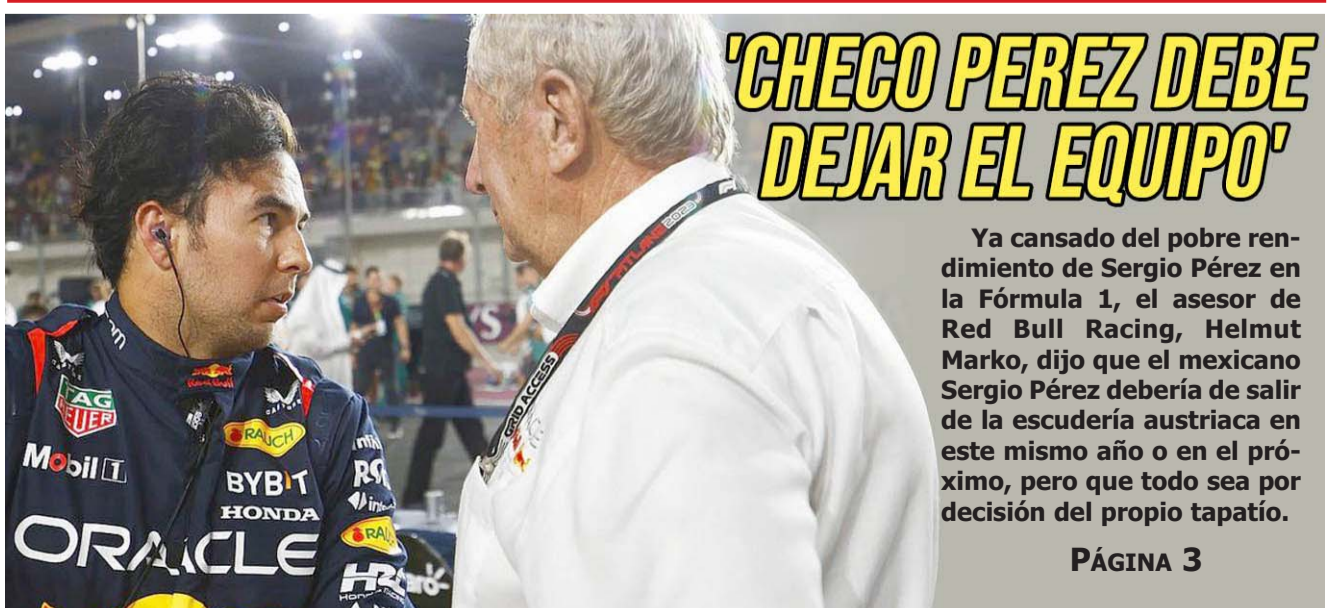 'CHECO PEREZ DEBE
DEJAR EL EQUIPO'
Ya cansado del pobre ren-
dimiento de Sergio Pérez en
la Fórmula 1, el asesor de
Red Bull Racing, Helmut
Marko, dijo que el mexicano
Sergio Pérez debería de salir
de la escudería austriaca en
este mismo año o en el pró-
ximo, pero que todo sea por
decisión del propio tapatío.
PÁGINA 3
PITLANE 2023
GRID ACCESS
TAG
HEUER
Mobil 1
RAUCH
BYBIT
HONDA
ORACLE
HRC